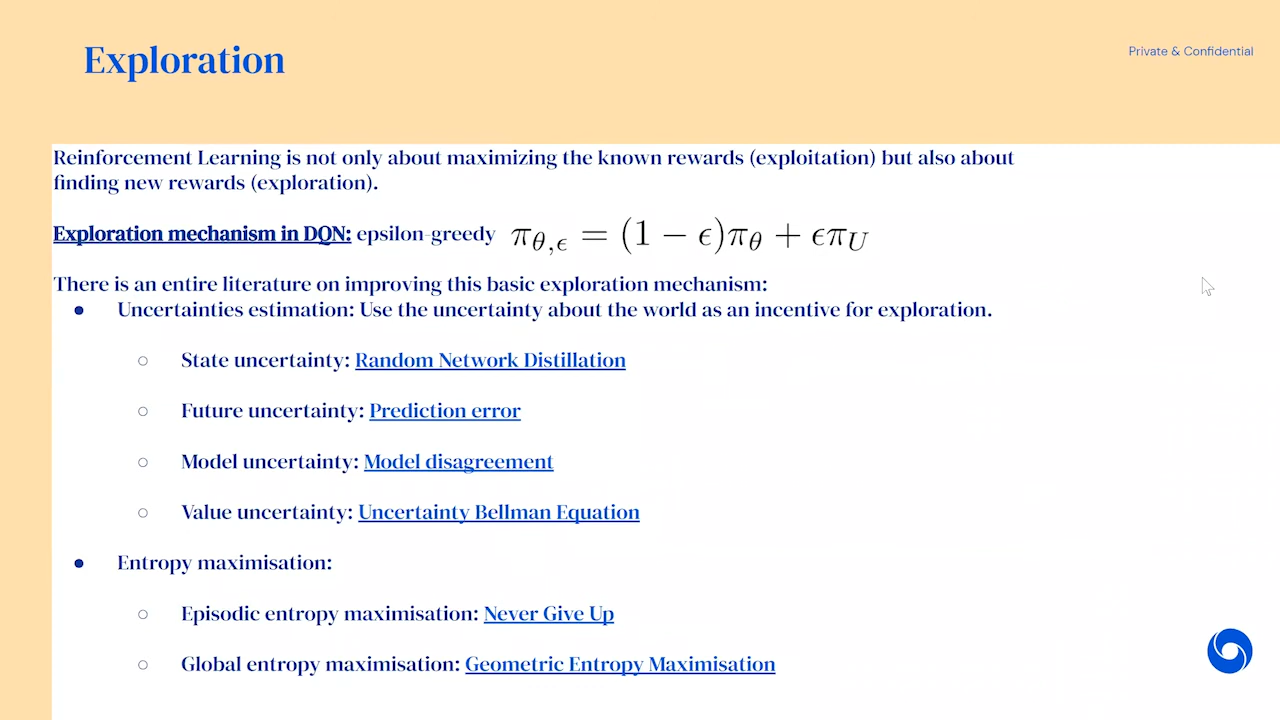 Exploration
Private & Confidential
Reinforcement Learning is not only about maximizing the known rewards (exploitation) but also about
finding new rewards (exploration).
Exploration mechanism in DQN: epsilon-greedy π_{θ,ϵ} = (1 − ϵ)π_θ + ϵπ_U
There is an entire literature on improving this basic exploration mechanism:
● Uncertainties estimation: Use the uncertainty about the world as an incentive for exploration.
○ State uncertainty: Random Network Distillation
○ Future uncertainty: Prediction error
○ Model uncertainty: Model disagreement
○ Value uncertainty: Uncertainty Bellman Equation
● Entropy maximisation:
○ Episodic entropy maximisation: Never Give Up
○ Global entropy maximisation: Geometric Entropy Maximisation